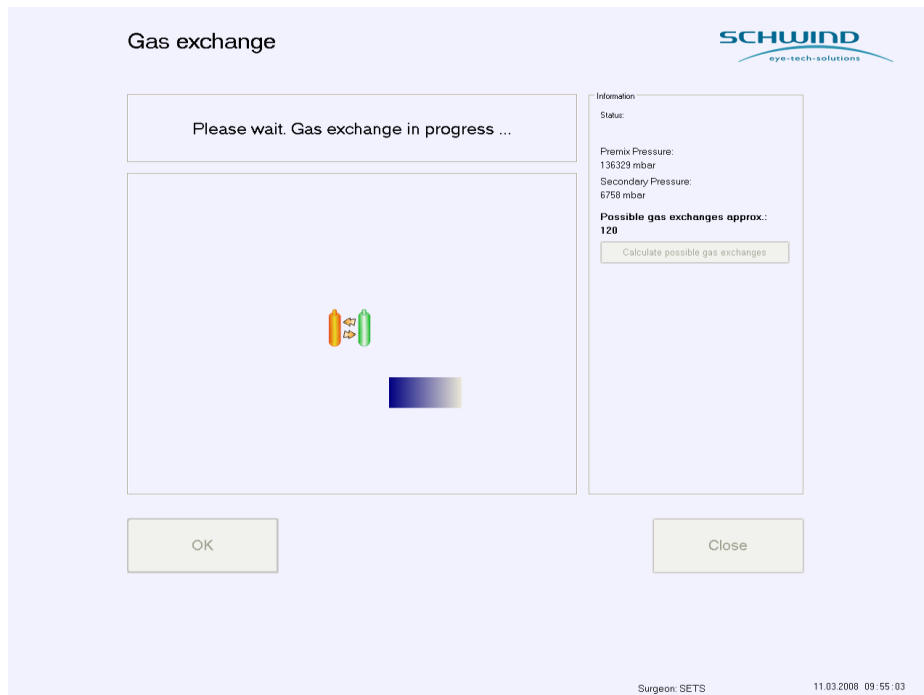 Gas exchange
SCHWIND
eye-tech-solutions
Please wait. Gas exchange in progress ...
Information
Status:
Premix Pressure:
136329 mbar
Secondary Pressure:
6758 mbar
Possible gas exchanges approx.:
120
Calculate possible gas exchanges
OK
Close
Surgeon: SETS
11.03.2008 09:55:03